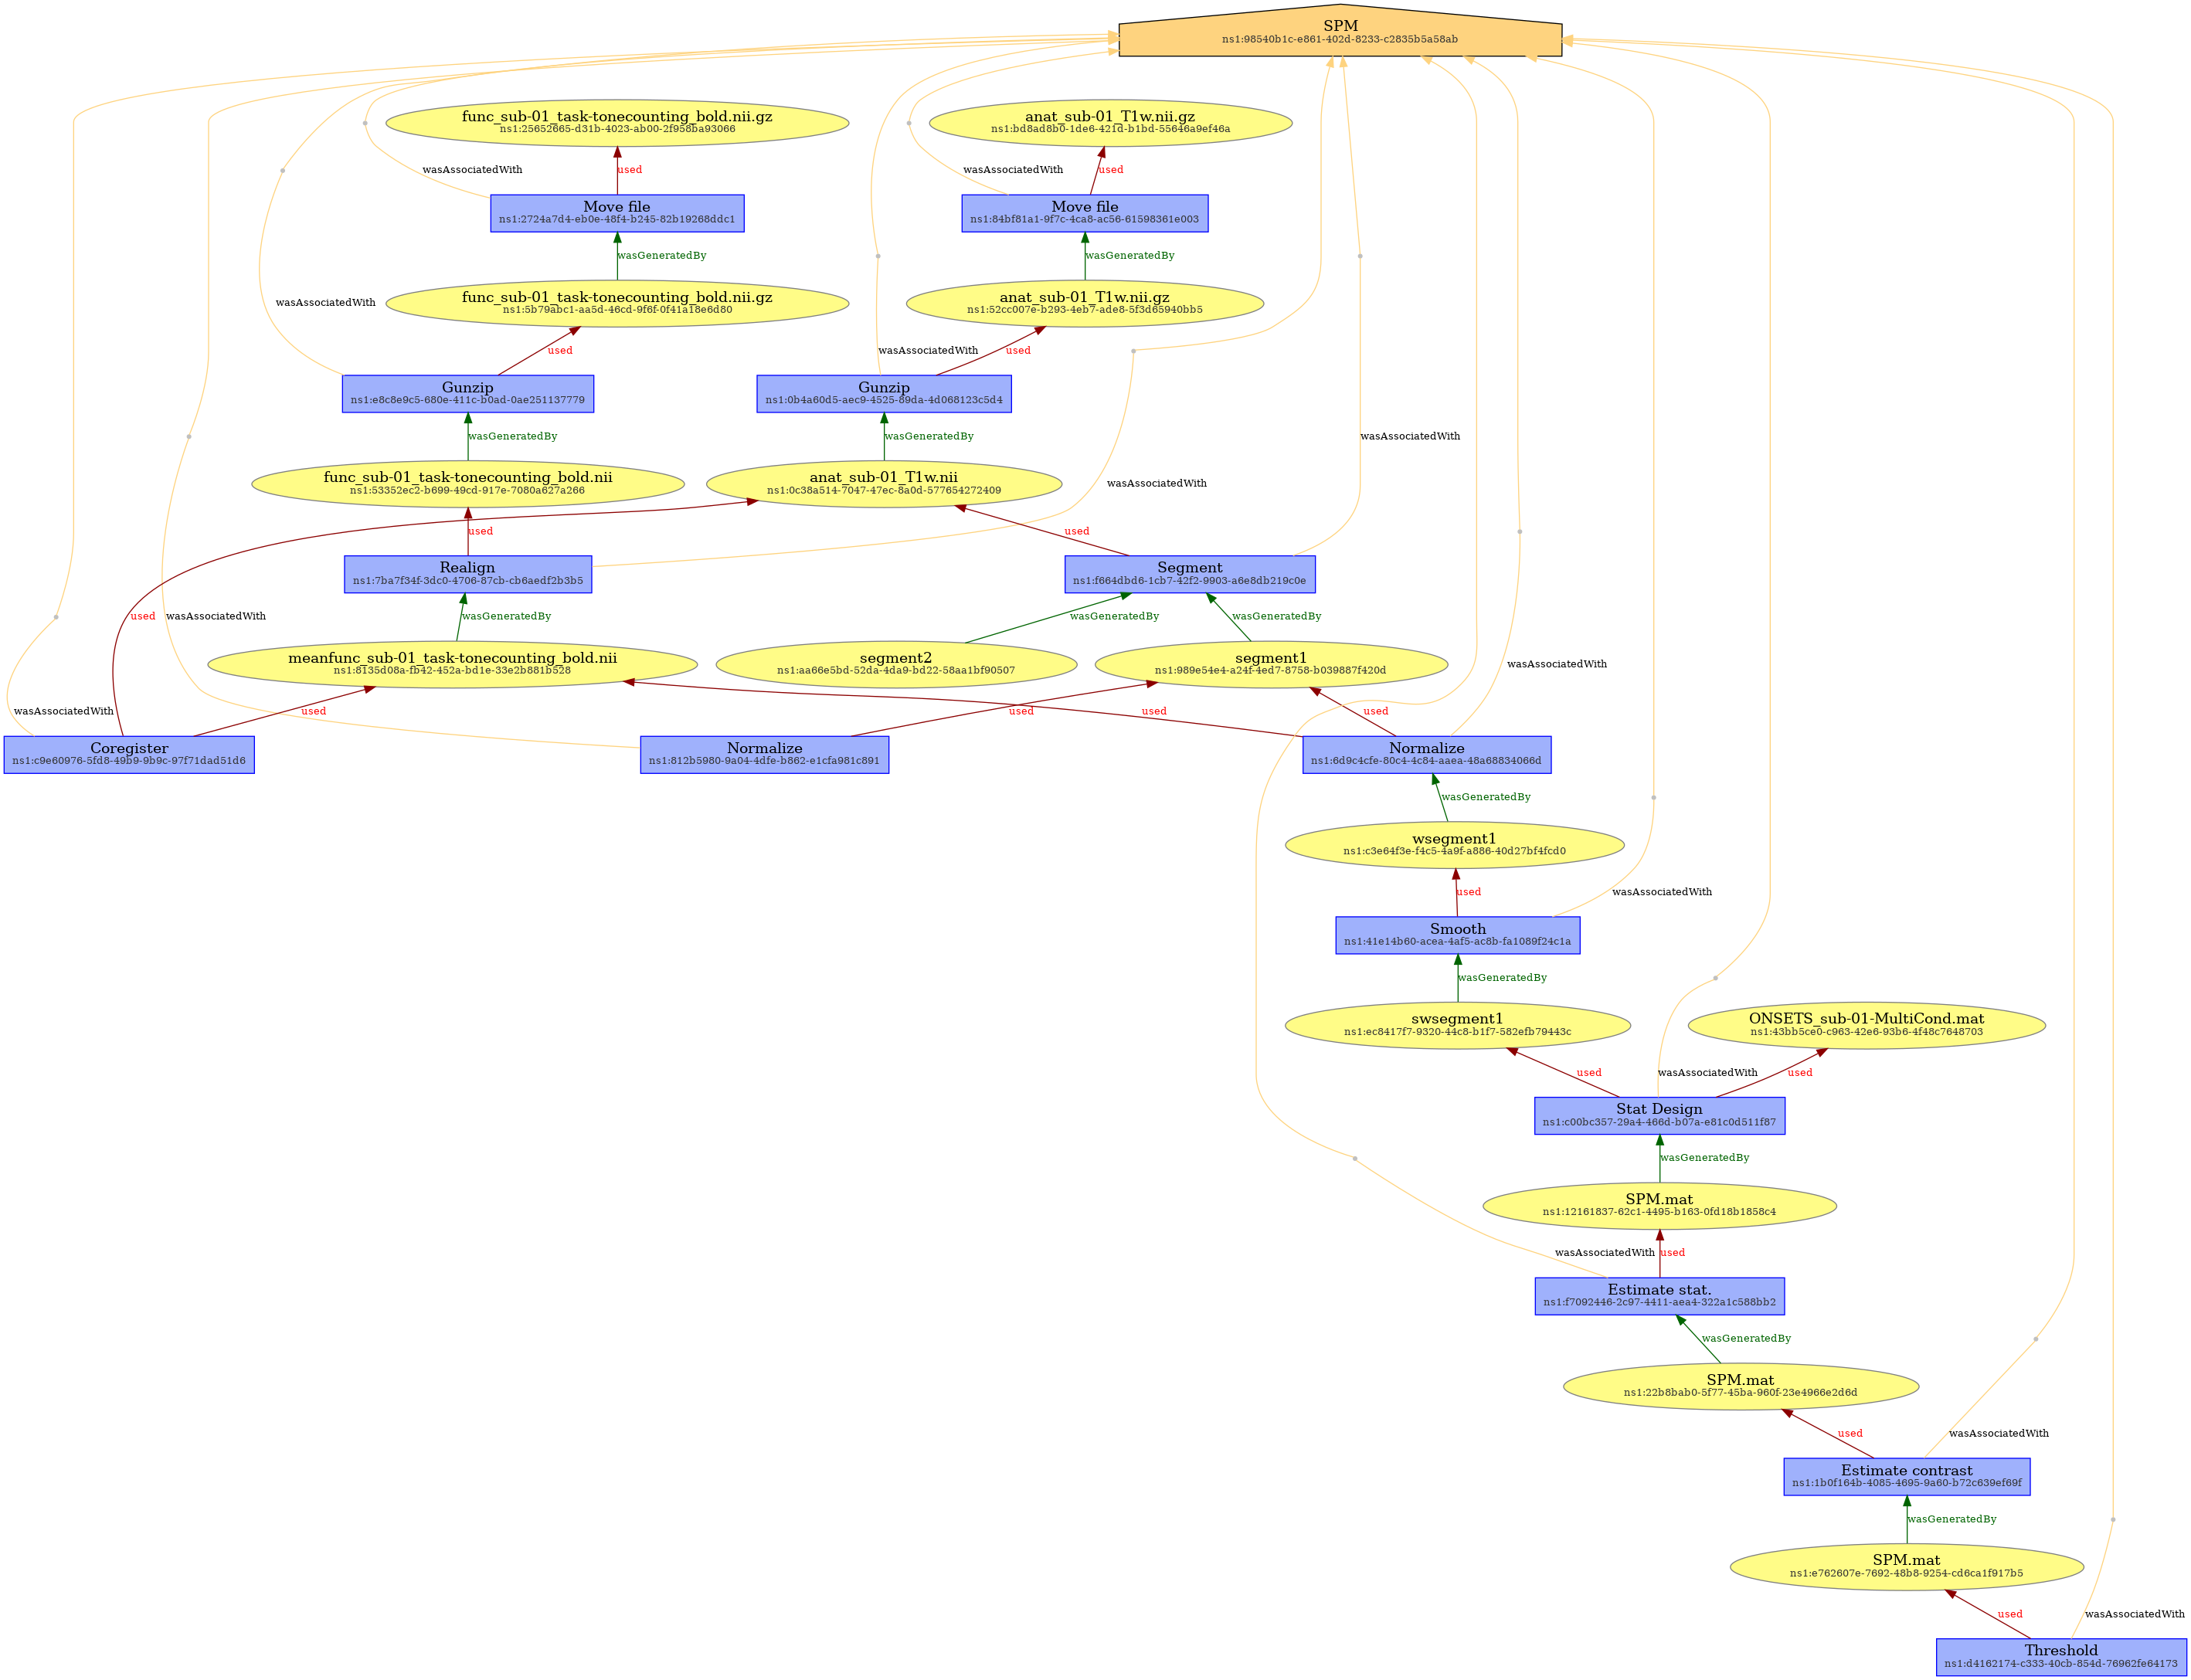 SPM
ns1:98540b1c-e861-402d-8233-c2835b5a58ab
func_sub-01_task-tonecounting_bold.nii.gz
ns1:25652665-d31b-4023-ab00-2f958ba93066
anat_sub-01_T1w.nii.gz
ns1:bd8ad8b0-1de6-421d-b1bd-55646a9ef46a
wasAssociatedWith
used
wasAssociatedWith
used
Move file
ns1:2724a7d4-eb0e-48f4-b245-82b19268ddc1
Move file
ns1:84bf81a1-9f7c-4ca8-ac56-61598361e003
wasGeneratedBy
wasGeneratedBy
func_sub-01_task-tonecounting_bold.nii.gz
ns1:5b79abc1-aa5d-46cd-9f6f-0f41a18e6d80
anat_sub-01_T1w.nii.gz
ns1:52cc007e-b293-4eb7-ade8-5f3d65940bb5
wasAssociatedWith
used
wasAssociatedWith
used
Gunzip
ns1:e8c8e9c5-680e-411c-b0ad-0ae251137779
Gunzip
ns1:0b4a60d5-aec9-4525-89da-4d068123c5d4
wasGeneratedBy
wasGeneratedBy
wasAssociatedWith
func_sub-01_task-tonecounting_bold.nii
ns1:53352ec2-b699-49cd-917e-7080a627a266
anat_sub-01_T1w.nii
ns1:0c38a514-7047-47ec-8a0d-577654272409
wasAssociatedWith
used
used
Realign
ns1:7ba7f34f-3dc0-4706-87cb-cb6aedf2b3b5
Segment
ns1:f664dbd6-1cb7-42f2-9903-a6e8db219c0e
used
wasAssociatedWith
wasGeneratedBy
wasGeneratedBy
wasGeneratedBy
meanfunc_sub-01_task-tonecounting_bold.nii
ns1:8135d08a-fb42-452a-bd1e-33e2b881b528
segment2
ns1:aa66e5bd-52da-4da9-bd22-58aa1bf90507
segment1
ns1:989e54e4-a24f-4ed7-8758-b039887f420d
wasAssociatedWith
wasAssociatedWith
used
used
used
used
Coregister
ns1:c9e60976-5fd8-49b9-9b9c-97f71dad51d6
Normalize
ns1:812b5980-9a04-4dfe-b862-e1cfa981c891
Normalize
ns1:6d9c4cfe-80c4-4c84-aaea-48a68834066d
wasGeneratedBy
wsegment1
ns1:c3e64f3e-f4c5-4a9f-a886-40d27bf4fcd0
used
wasAssociatedWith
Smooth
ns1:41e14b60-acea-4af5-ac8b-fa1089f24c1a
wasGeneratedBy
swsegment1
ns1:ec8417f7-9320-44c8-b1f7-582efb79443c
ONSETS_sub-01-MultiCond.mat
ns1:43bb5ce0-c963-42e6-93b6-4f48c7648703
used
wasAssociatedWith
used
Stat Design
ns1:c00bc357-29a4-466d-b07a-e81c0d511f87
wasGeneratedBy
SPM.mat
ns1:12161837-62c1-4495-b163-0fd18b1858c4
wasAssociatedWith
used
Estimate stat.
ns1:f7092446-2c97-4411-aea4-322a1c588bb2
wasGeneratedBy
SPM.mat
ns1:22b8bab0-5f77-45ba-960f-23e4966e2d6d
used
wasAssociatedWith
Estimate contrast
ns1:1b0f164b-4085-4695-9a60-b72c639ef69f
wasGeneratedBy
SPM.mat
ns1:e762607e-7692-48b8-9254-cd6ca1f917b5
used
wasAssociatedWith
Threshold
ns1:d4162174-c333-40cb-854d-76962fe64173